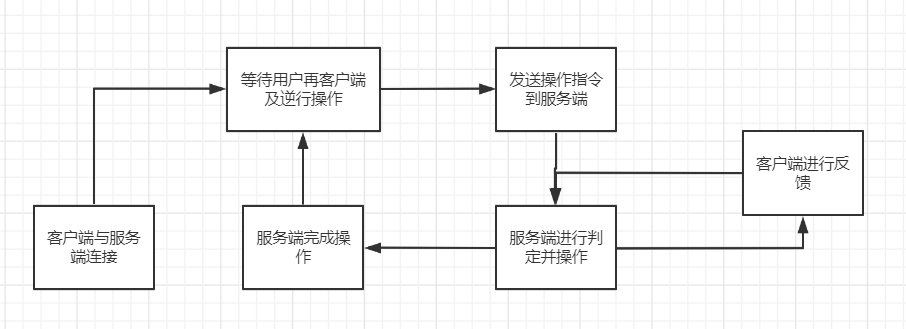 等待用户再客户端
及逆行操作
发送操作指令
到服务端
客户端进行反
馈
客户端与服务
端连接
服务端完成操
作
服务端进行判
定并操作